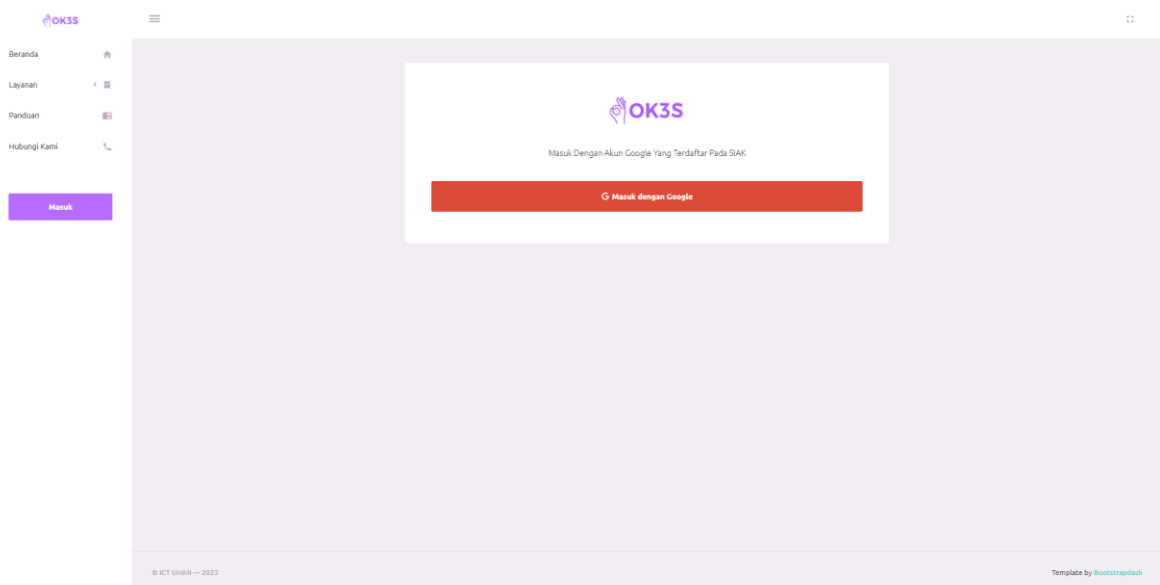 OK3S
Beranda
Layanan
Panduan
Hubungi Kami
Masuk
OK3S
Masuk Dengan Akun Google Yang Terdaftar Pada SIAK
G Masuk dengan Google
© ICT UMMI — 2023
Template by Bootstrapdash